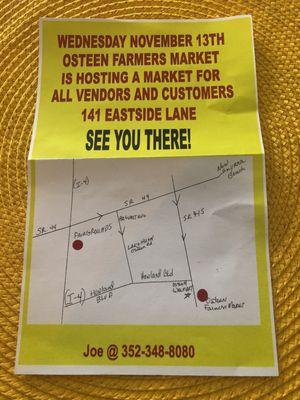 WEDNESDAY NOVEMBER 13TH
OSTEEN FARMERS MARKET
IS HOSTING A MARKET FOR
ALL VENDORS AND CUSTOMERS
141 EASTSIDE LANE
SEE YOU THERE!
(I-4)
SR 44
New Smyrna
Beach
SR 44
FAIRGROUNDS
SR 415
Howland Blvd
(I-4) Howland
BLVD
Walmart
Osteen
Farmers Market
Joe @ 352-348-8080